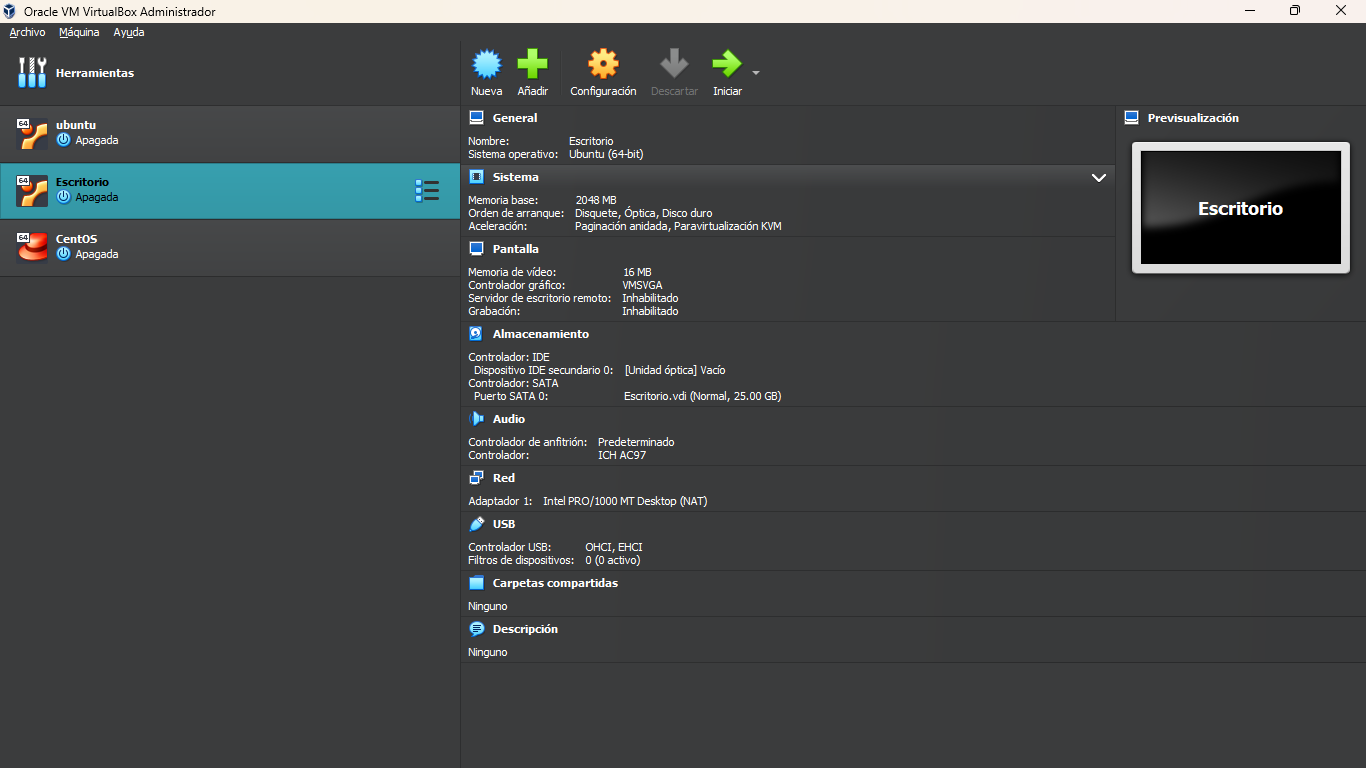 Oracle VM VirtualBox Administrador
Archivo Máquina Ayuda
Herramientas
64
ubuntu
Apagada
64
Escritorio
Apagada
64
CentOS
Apagada
Nueva Añadir Configuración Descartar Iniciar
General
Nombre: Escritorio
Sistema operativo: Ubuntu (64-bit)
Sistema
Memoria base: 2048 MB
Orden de arranque: Disquete, Óptica, Disco duro
Aceleración: Paginación anidada, Paravirtualización KVM
Pantalla
Memoria de vídeo: 16 MB
Controlador gráfico: VMSVGA
Servidor de escritorio remoto: Inhabilitado
Grabación: Inhabilitado
Previsualización
Escritorio
Almacenamiento
Controlador: IDE
Dispositivo IDE secundario 0: [Unidad óptica] Vacío
Controlador: SATA
Puerto SATA 0: Escritorio.vdi (Normal, 25.00 GB)
Audio
Controlador de anfitrión: Predeterminado
Controlador: ICH AC97
Red
Adaptador 1: Intel PRO/1000 MT Desktop (NAT)
USB
Controlador USB: OHCI, EHCI
Filtros de dispositivos: 0 (0 activo)
Carpetas compartidas
Ninguno
Descripción
Ninguno